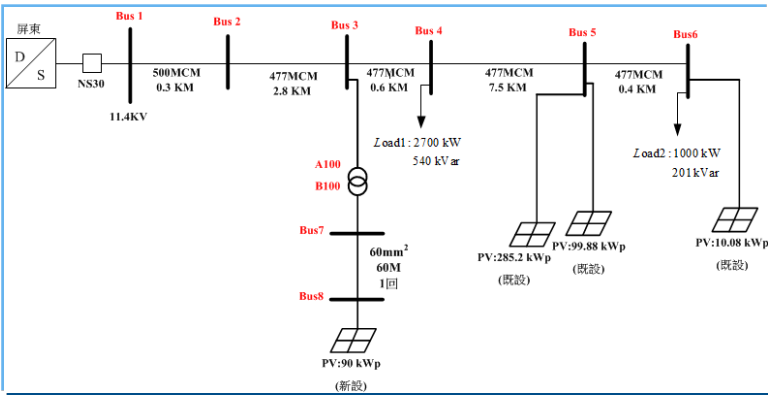 屏東
D
S
NS30
Bus 1
11.4KV
500MCM
0.3 KM
Bus 2
477MCM
2.8 KM
Bus 3
477MCM
0.6 KM
Bus 4
Load1:2700 kW
540 kVar
477MCM
7.5 KM
Bus 5
477MCM
0.4 KM
Bus6
Load2:1000 kW
201kVar
PV:285.2 kWp
(既設)
PV:99.88 kWp
(既設)
PV:10.08 kWp
(既設)
A100
B100
Bus7
60mm²
60M
1回
Bus8
PV:90 kWp
(新設)